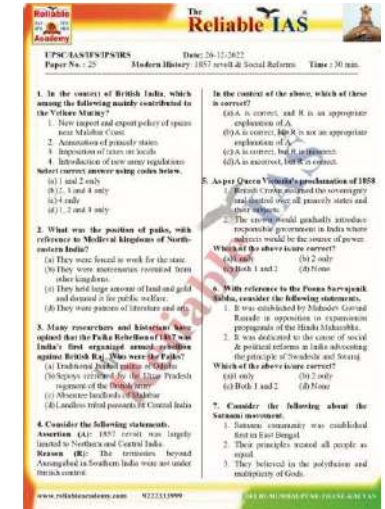 Reliable
Academy
The
Reliable IAS
UPSC/IAS/IFS/IPS/IRS Date: 26-12-2022
Paper No. : 25 Modern History: 1857 revolt & Social Reforms Time : 30 min.
1. In the context of British India, which
among the following mainly contributed to
the Vellore Mutiny?
1. New import and export policy of spices
near Malabar Coast
2. Annexation of princely states
3. Imposition of taxes on locals
4. Introduction of new army regulations
Select correct answer using codes below.
(a) 1 and 2 only
(b) 2, 3 and 4 only
(c) 4 only
(d) 1, 2 and 3 only
2. What was the position of paiks, with
reference to Medieval kingdoms of North-
eastern India?
(a) They were forced to work for the state.
(b) They were mercenaries recruited from
other kingdoms.
(c) They held large amount of land and gold
and donated it for public welfare.
(d) They were patrons of literature and arts.
3. Many researchers and historians have
opined that the Paika Rebellion of 1817 was
India's first organized armed rebellion
against British Raj. Who were the Paiks?
(a) Traditional landed militia of Odisha
(b) Sepoys recruited by the Uttar Pradesh
regiment of the British army
(c) Absentee landlords of Malabar
(d) Landless tribal peasants of Central India
4. Consider the following statements.
Assertion (A): 1857 revolt was largely
limited to Northern and Central India.
Reason (R): The territories beyond
Aurangabad in Southern India were not under
British control.
In the context of the above, which of these
is correct?
(a) A is correct, and R is an appropriate
explanation of A.
(b) A is correct, but R is not an appropriate
explanation of A.
(c) A is correct, but R is incorrect.
(d) A is incorrect, but R is correct.
5. As per Queen Victoria's proclamation of 1858
1. British Crown assumed the sovereignty
and control over all princely states and
their subjects.
2. The crown would gradually introduce
responsible government in India where
subjects would be the source of power.
Which of the above is/are correct?
(a) 1 only (b) 2 only
(c) Both 1 and 2 (d) None
6. With reference to the Poona Sarvajanik
Sabha, consider the following statements.
1. It was established by Mahadev Govind
Ranade in opposition to expansionist
propaganda of the Hindu Mahasabha.
2. It was dedicated to the cause of social
& political reforms in India advocating
the principle of Swadeshi and Swaraj.
Which of the above is/are correct?
(a) 1 only (b) 2 only
(c) Both 1 and 2 (d) None
7. Consider the following about the
Satnami movement.
1. Satnami community was established
first in East Bengal.
2. Their principles treated all people as
equal.
3. They believed in the polytheism and
multiplicity of Gods.
www.reliableacademy.com 9222333999 DELHI-MUMBAI-PUNE-THANE-KALYAN